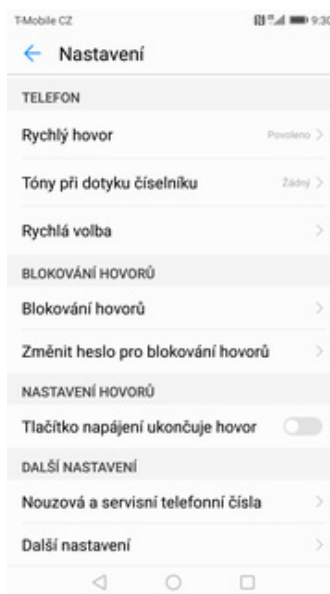 T-Mobile CZ 9:30
Nastavení
TELEFON
Rychlý hovor Povoleno
Tóny při dotyku číselníku Žádný
Rychlá volba
BLOKOVÁNÍ HOVORŮ
Blokování hovorů
Změnit heslo pro blokování hovorů
NASTAVENÍ HOVORŮ
Tlačítko napájení ukončuje hovor
DALŠÍ NASTAVENÍ
Nouzová a servisní telefonní čísla
Další nastavení